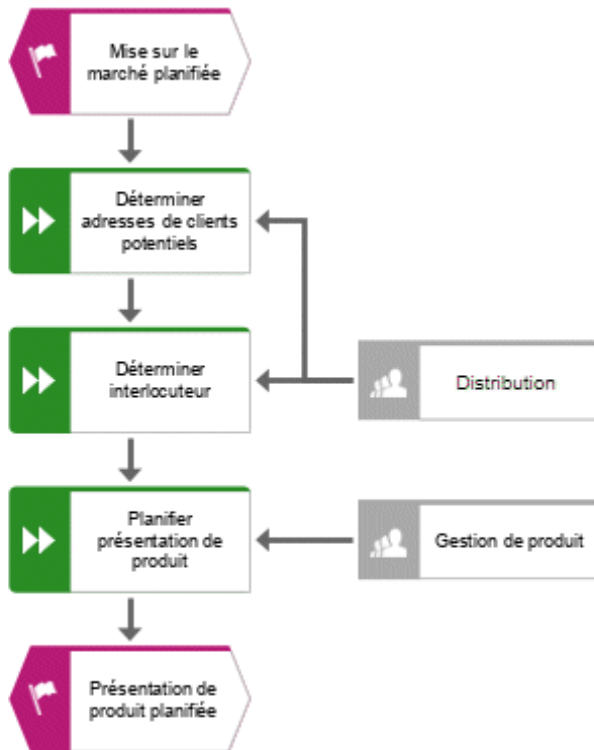 Mise sur le
marché planifiée
Déterminer
adresses de clients
potentiels
Déterminer
interlocuteur
Distribution
Planifier
présentation de
produit
Gestion de produit
Présentation de
produit planifiée